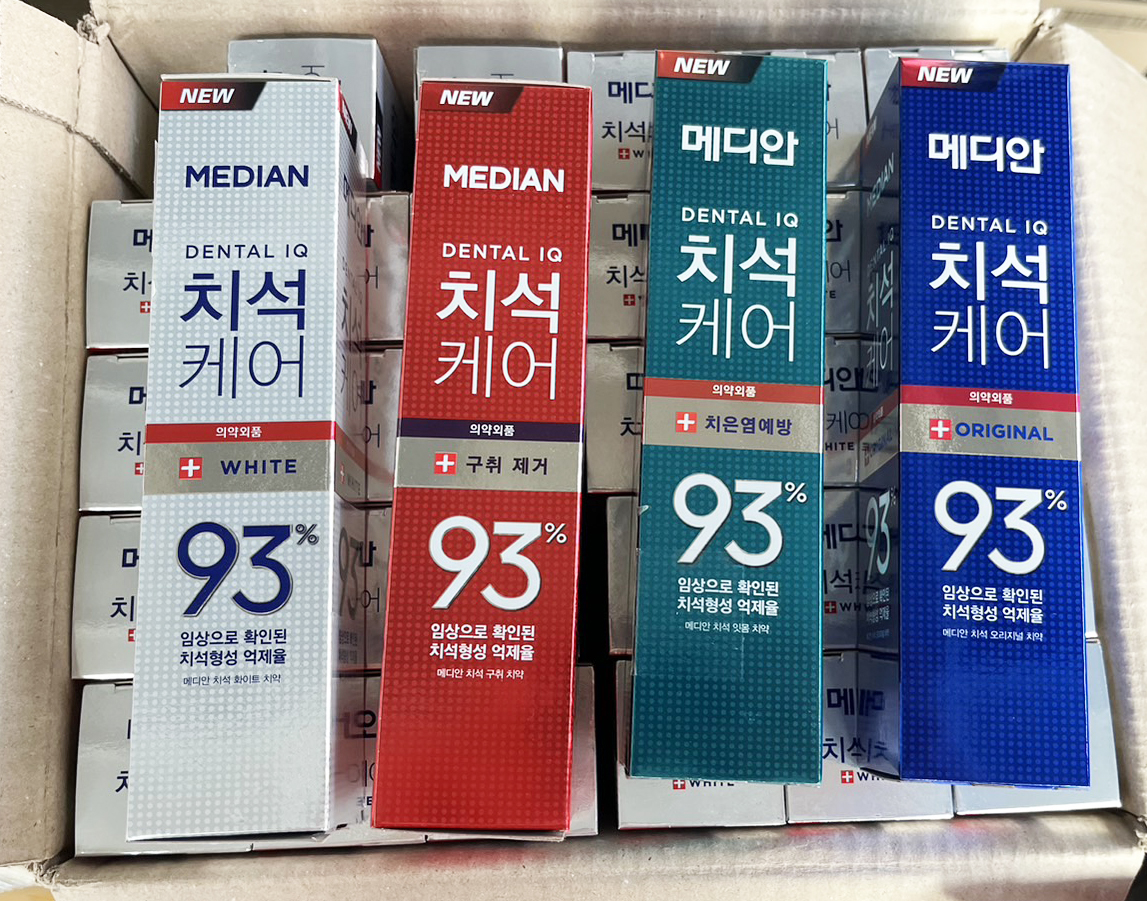 NEW
MEDIAN
DENTAL IQ
치석
케어
의약외품
WHITE
93%
임상으로 확인된
치석형성 억제율
메디안 치석 화이트 치약
NEW
MEDIAN
DENTAL IQ
치석
케어
의약외품
구취 제거
93%
임상으로 확인된
치석형성 억제율
메디안 치석 구취 치약
NEW
메디안
DENTAL IQ
치석
케어
의약외품
치은염예방
93%
임상으로 확인된
치석형성 억제율
메디안 치석 잇몸 치약
NEW
메디안
DENTAL IQ
치석
케어
의약외품
ORIGINAL
93%
임상으로 확인된
치석형성 억제율
메디안 치석 오리지널 치약
MEDIAN
93
WHITE